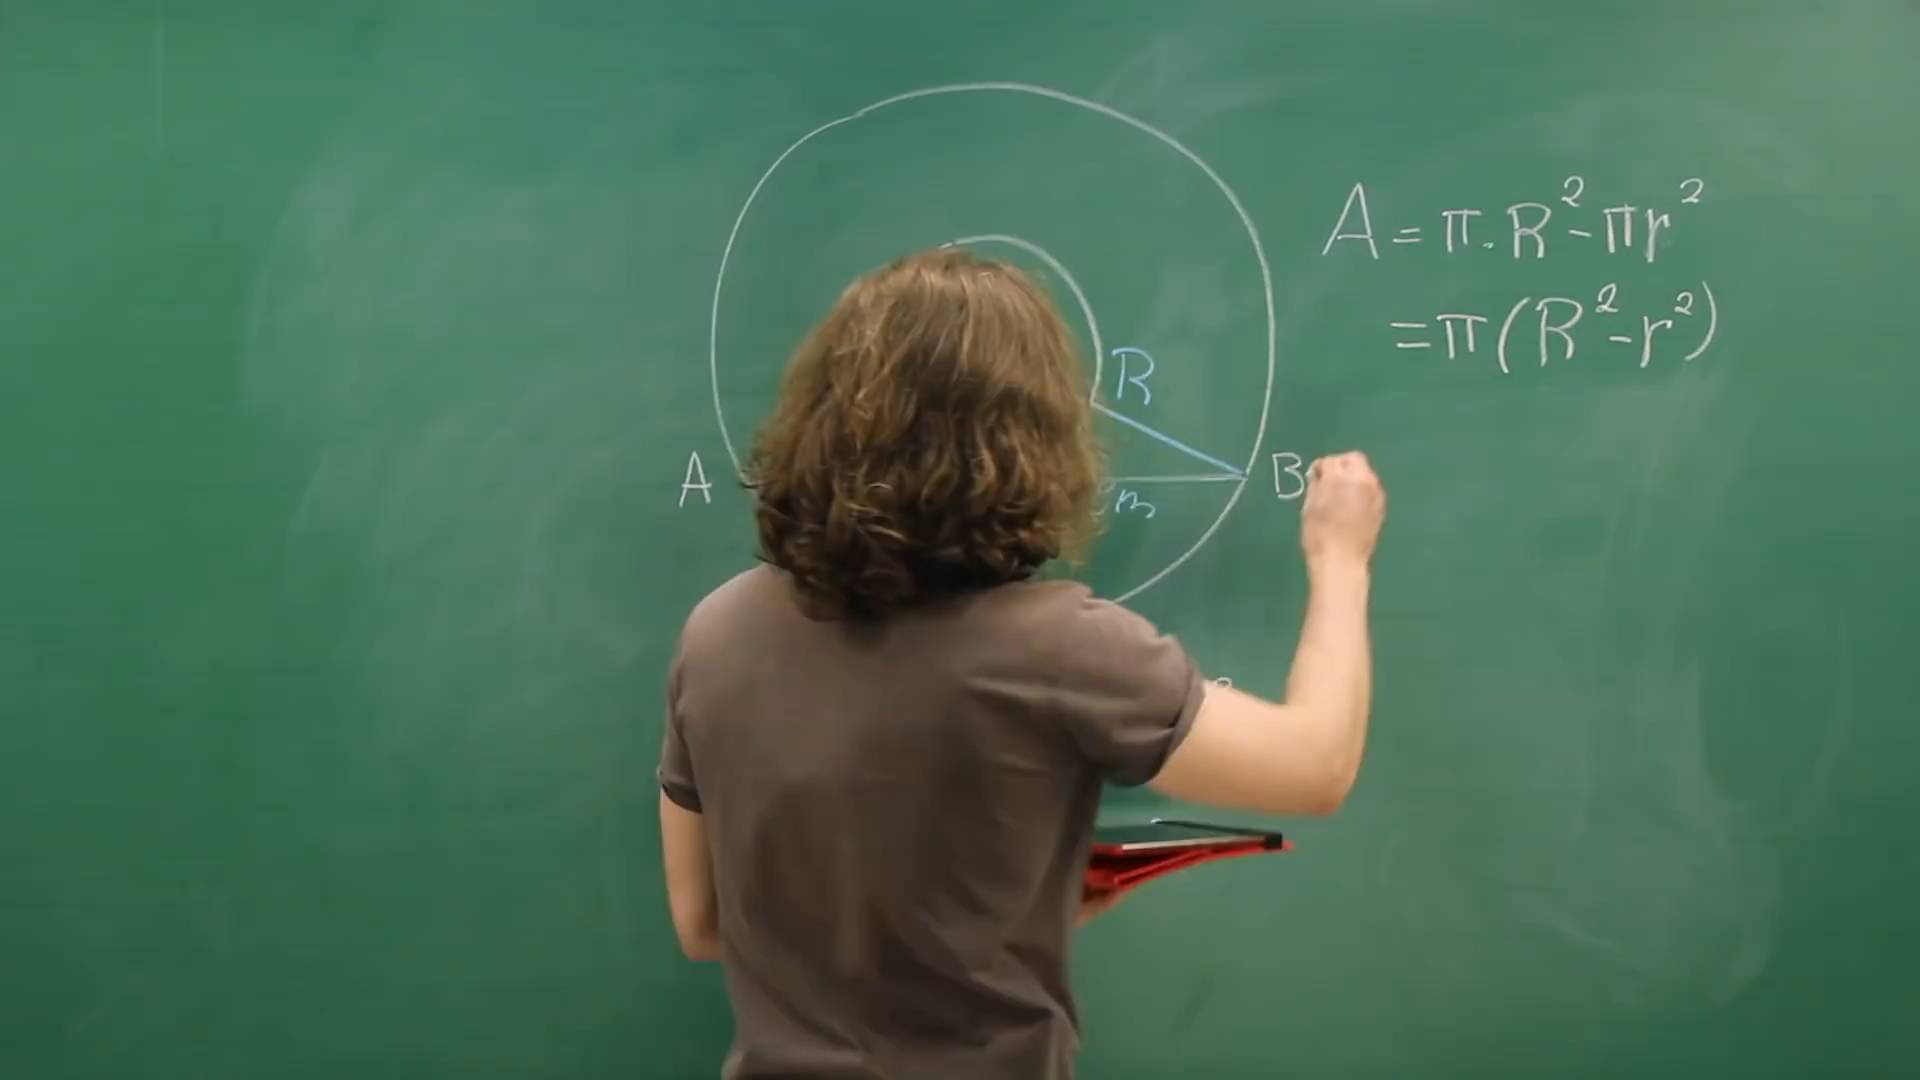 A = π · R² - πr²
= π(R² - r²)
R
A
B
m